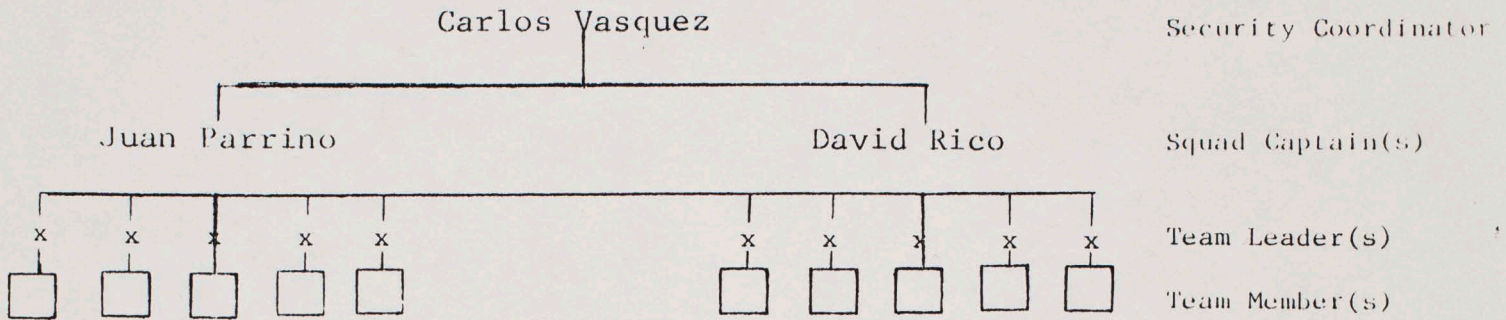 Carlos Vasquez Security Coordinator
Juan Parrino David Rico Squad Captain(s)
x x x x x x x x x x Team Leader(s)
Team Member(s)